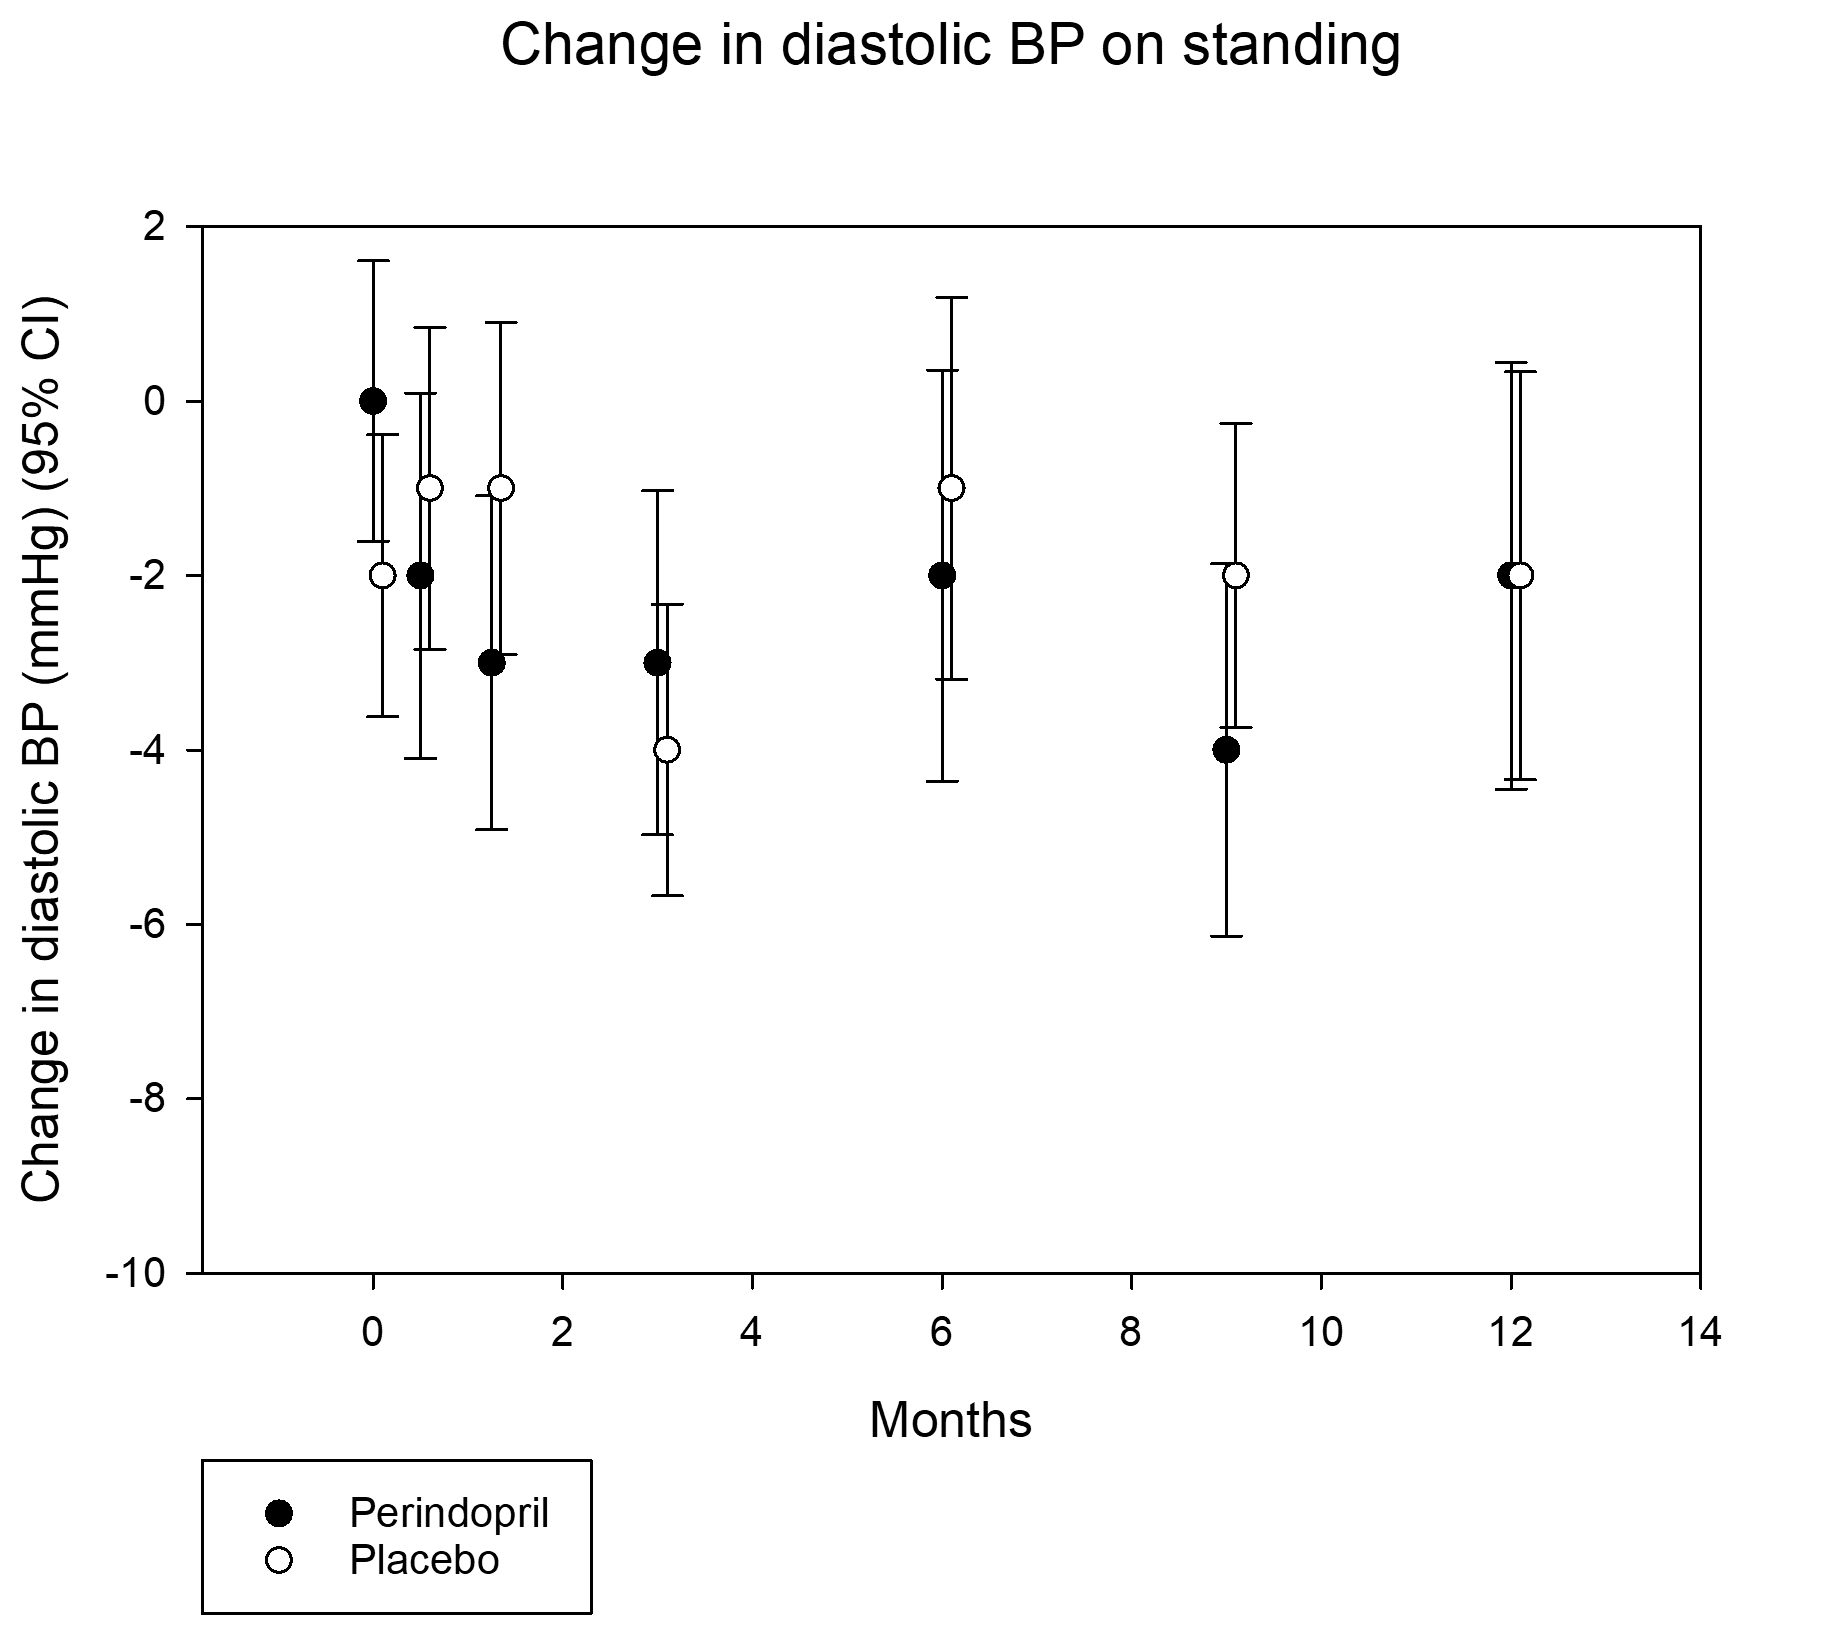 Change in diastolic BP on standing
Change in diastolic BP (mmHg) (95% CI)
2
0
-2
-4
-6
-8
-10
0 2 4 6 8 10 12 14
Months
Perindopril
Placebo